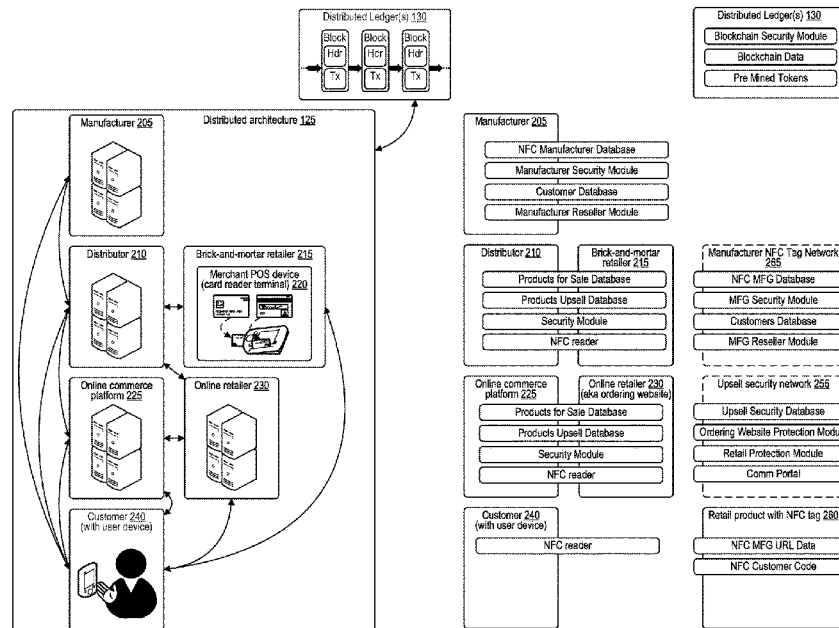 Distributed Ledger(s) 130
Block Block Block
Hdr Hdr Hdr
Tx Tx Tx
Distributed architecture 125
Manufacturer 205
Distributor 210
Brick-and-mortar retailer 215
Merchant POS device
(card reader terminal) 220
Online commerce
platform 225
Online retailer 230
Customer 240
(with user device)
Distributed Ledger(s) 130
Blockchain Security Module
Blockchain Data
Pre Mined Tokens
Manufacturer 205
NFC Manufacturer Database
Manufacturer Security Module
Customer Database
Manufacturer Reseller Module
Distributor 210
Brick-and-mortar
retailer 215
Products for Sale Database
Products Upsell Database
Security Module
NFC reader
Manufacturer NFC Tag Network
265
NFC MFG Database
MFG Security Module
Customers Database
MFG Reseller Module
Online commerce
platform 225
Online retailer 230
(aka ordering website)
Products for Sale Database
Products Upsell Database
Security Module
NFC reader
Upsell security network 255
Upsell Security Database
Ordering Website Protection Modu
Retail Protection Module
Comm Portal
Customer 240
(with user device)
NFC reader
Retail product with NFC tag 260
NFC MFG URL Data
NFC Customer Code